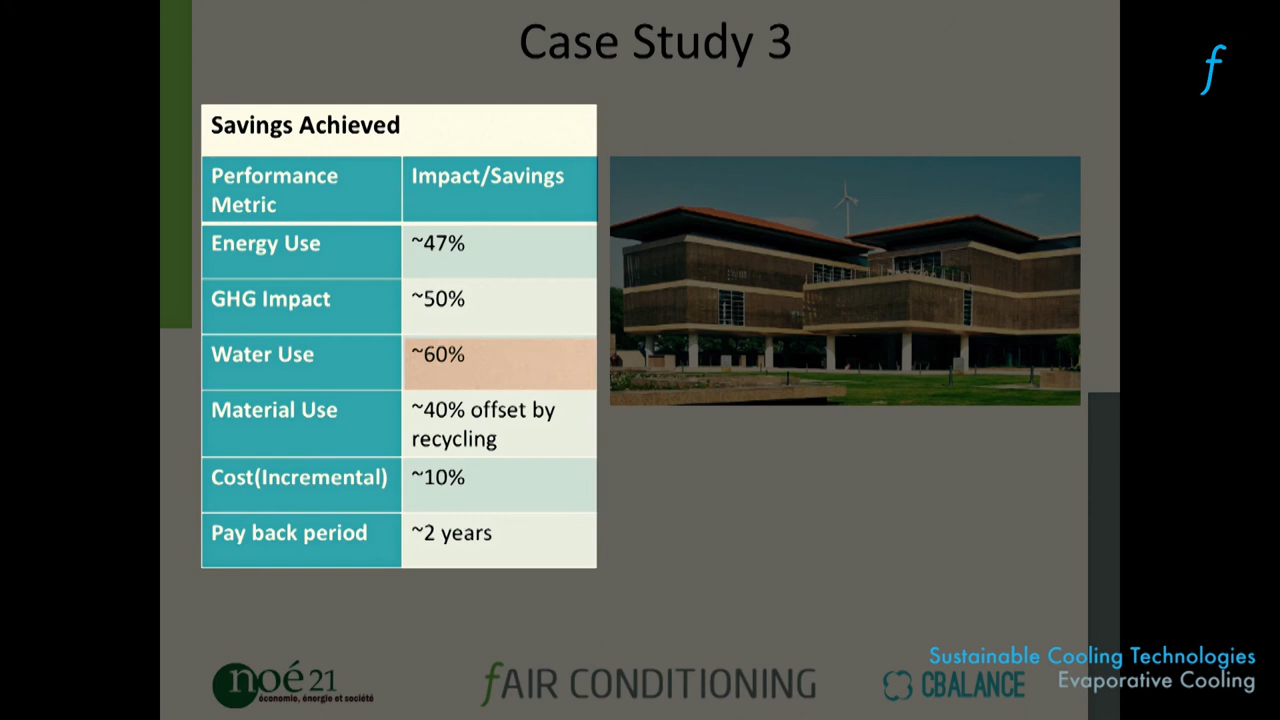 Case Study 3
f
Savings Achieved
Performance Metric
Impact/Savings
Energy Use
~47%
GHG Impact
~50%
Water Use
~60%
Material Use
~40% offset by
recycling
Cost(Incremental)
~10%
Pay back period
~2 years
noé21
économie, énergie et société
fAIR CONDITIONING
CBALANCE
Sustainable Cooling Technologies
Evaporative Cooling